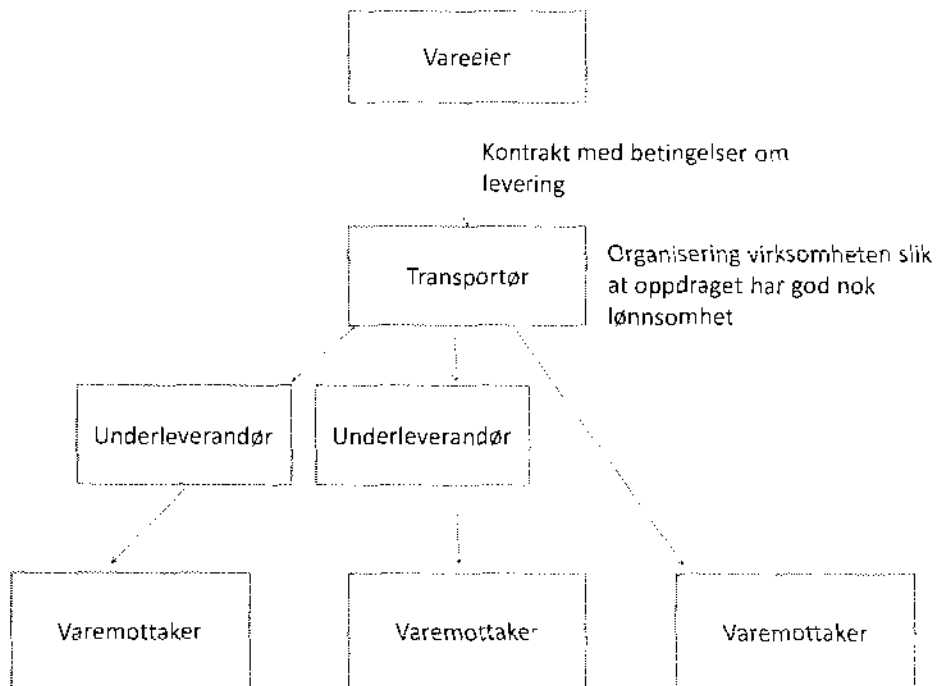 Vareeier
Kontrakt med betingelser om
levering
Transportør
Organisering virksomheten slik
at oppdraget har god nok
lønnsomhet
Underleverandør
Underleverandør
Varemottaker
Varemottaker
Varemottaker